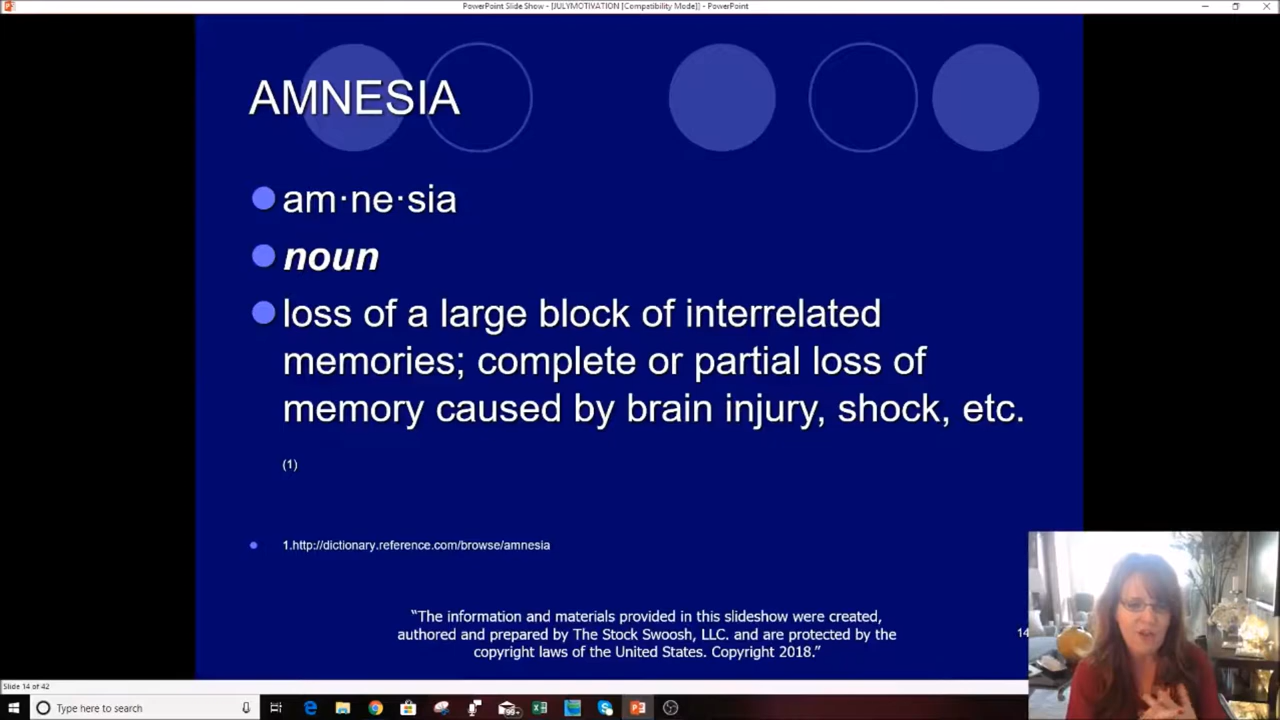 PowerPoint Slide Show - [JULYMOTIVATION [Compatibility Mode]] - PowerPoint
AMNESIA
am·ne·sia
noun
loss of a large block of interrelated
memories; complete or partial loss of
memory caused by brain injury, shock, etc.
(1)
1.http://dictionary.reference.com/browse/amnesia
“The information and materials provided in this slideshow were created,
authored and prepared by The Stock Swoosh, LLC. and are protected by the
copyright laws of the United States. Copyright 2018.”
14
Slide 14 of 42
Type here to search
99+